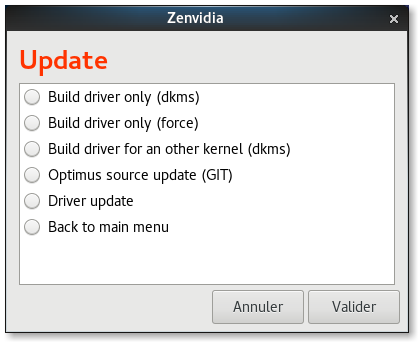 Zenvidia
Update
Build driver only (dkms)
Build driver only (force)
Build driver for an other kernel (dkms)
Optimus source update (GIT)
Driver update
Back to main menu
Annuler Valider